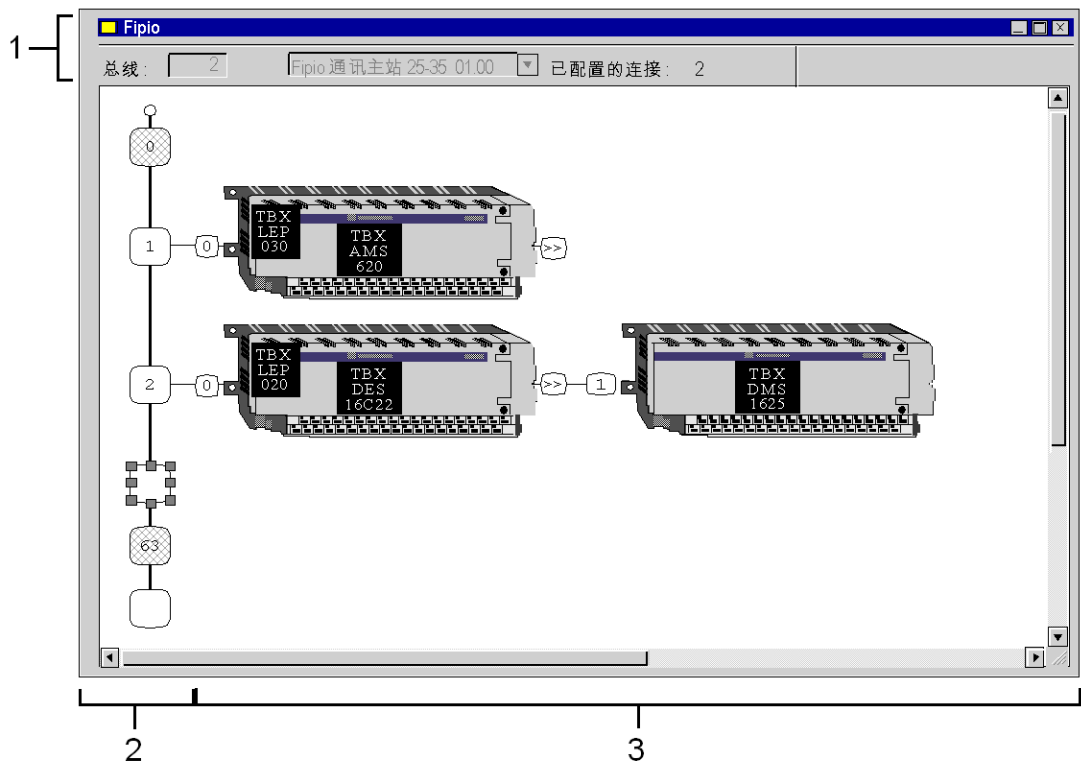 Fipio
1
总线: 2 Fipio 通讯主站 25-35 01.00 已配置的连接: 2
0
TBX
LEP
030
TBX
AMS
620
1 0 >>
TBX
LEP
020
TBX
DES
16C22
TBX
DMS
1625
2 0 >> 1
63
2 3